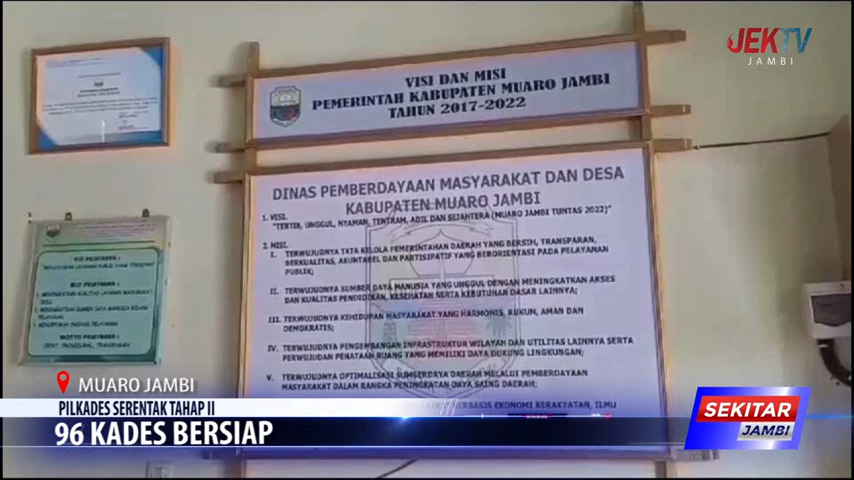 JEKTV
JAMBI
VISI DAN MISI
PEMERINTAH KABUPATEN MUARO JAMBI
TAHUN 2017-2022
DINAS PEMBERDAYAAN MASYARAKAT DAN DESA
KABUPATEN MUARO JAMBI
1. VISI.
"TERTIB, UNGGUL, NYAMAN, TENTRAM, ADIL DAN SEJAHTERA (MUARO JAMBI TUNTAS 2022)"
2. MISI.
I. TERWUJUDNYA TATA KELOLA PEMERINTAHAN DAERAH YANG BERSIH, TRANSPARAN,
BERKUALITAS, AKUNTABEL DAN PARTISIPATIF YANG BERORIENTASI PADA PELAYANAN
PUBLIK;
II. TERWUJUDNYA SUMBER DAYA MANUSIA YANG UNGGUL DENGAN MENINGKATKAN AKSES
DAN KUALITAS PENDIDIKAN, KESEHATAN SERTA KEBUTUHAN DASAR LAINNYA;
III. TERWUJUDNYA KEHIDUPAN MASYARAKAT YANG HARMONIS, RUKUN, AMAN DAN
DEMOKRATIS;
IV. TERWUJUDNYA PENGEMBANGAN INFRASTRUKTUR WILAYAH DAN UTILITAS LAINNYA SERTA
PERWUJUDAN PENATAAN RUANG YANG MEMILIKI DAYA DUKUNG LINGKUNGAN;
V. TERWUJUDNYA OPTIMALISASI SUMBERDAYA DAERAH MELALUI PEMBERDAYAAN
MASYARAKAT DALAM RANGKA PENINGKATAN DAYA SAING DAERAH;
BERBASIS EKONOMI KERAKYATAN, ILMU
MUARO JAMBI
PILKADES SERENTAK TAHAP II
96 KADES BERSIAP
SEKITAR
JAMBI